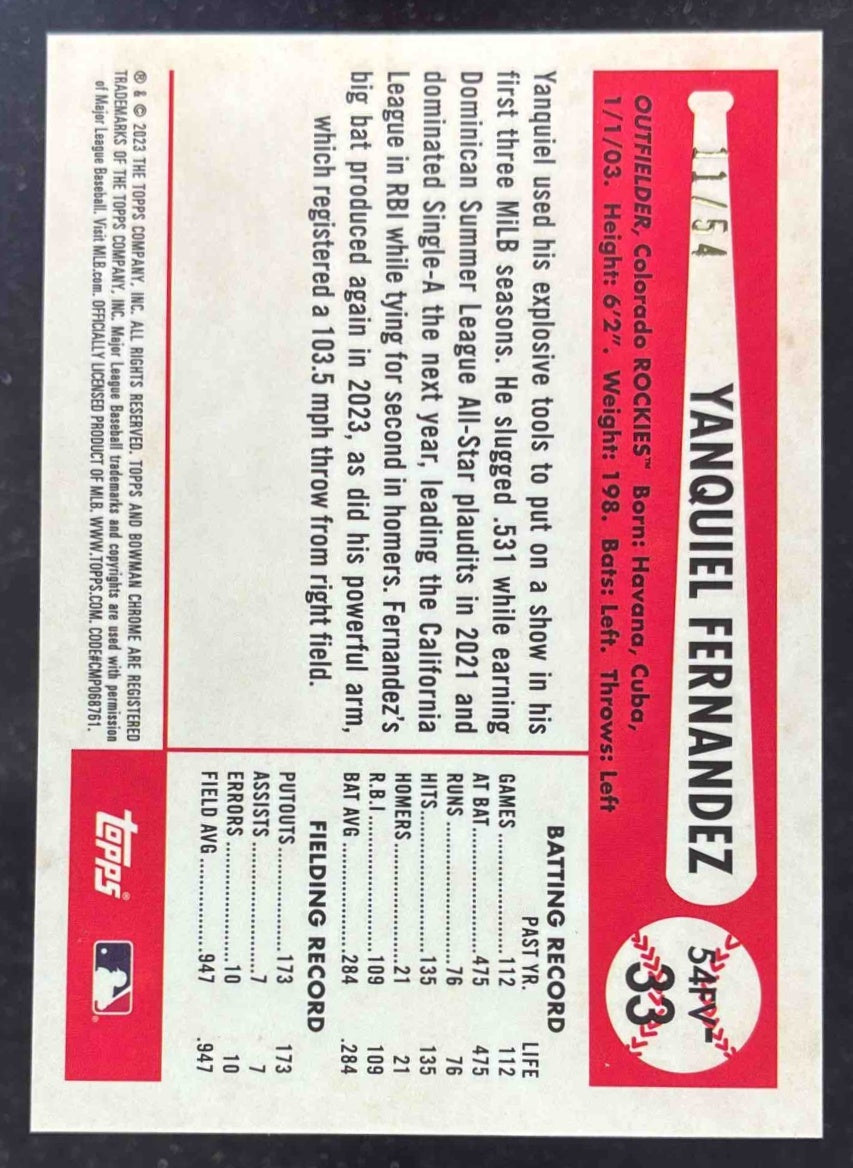 11/54
YANQUIEL FERNANDEZ
54FV-
33
OUTFIELDER, Colorado ROCKIES™ Born: Havana, Cuba,
1/1/03. Height: 6'2". Weight: 198. Bats: Left. Throws: Left
Yanquiel used his explosive tools to put on a show in his
first three MiLB seasons. He slugged .531 while earning
Dominican Summer League All-Star plaudits in 2021 and
dominated Single-A the next year, leading the California
League in RBI while tying for second in homers. Fernandez's
big bat produced again in 2023, as did his powerful arm,
which registered a 103.5 mph throw from right field.
BATTING RECORD
PAST YR. LIFE
GAMES 112 112
AT BAT 475 475
RUNS 76 76
HITS 135 135
HOMERS 21 21
R.B.I 109 109
BAT AVG .284 .284
FIELDING RECORD
PUTOUTS 173 173
ASSISTS 7 7
ERRORS 10 10
FIELD AVG .947 .947
® & © 2023 THE TOPPS COMPANY, INC. ALL RIGHTS RESERVED. TOPPS AND BOWMAN CHROME ARE REGISTERED
TRADEMARKS OF THE TOPPS COMPANY, INC. Major League Baseball trademarks and copyrights are used with permission
of Major League Baseball. Visit MLB.com. OFFICIALLY LICENSED PRODUCT OF MLB. WWW.TOPPS.COM. CODE#CMP068761.
topps®